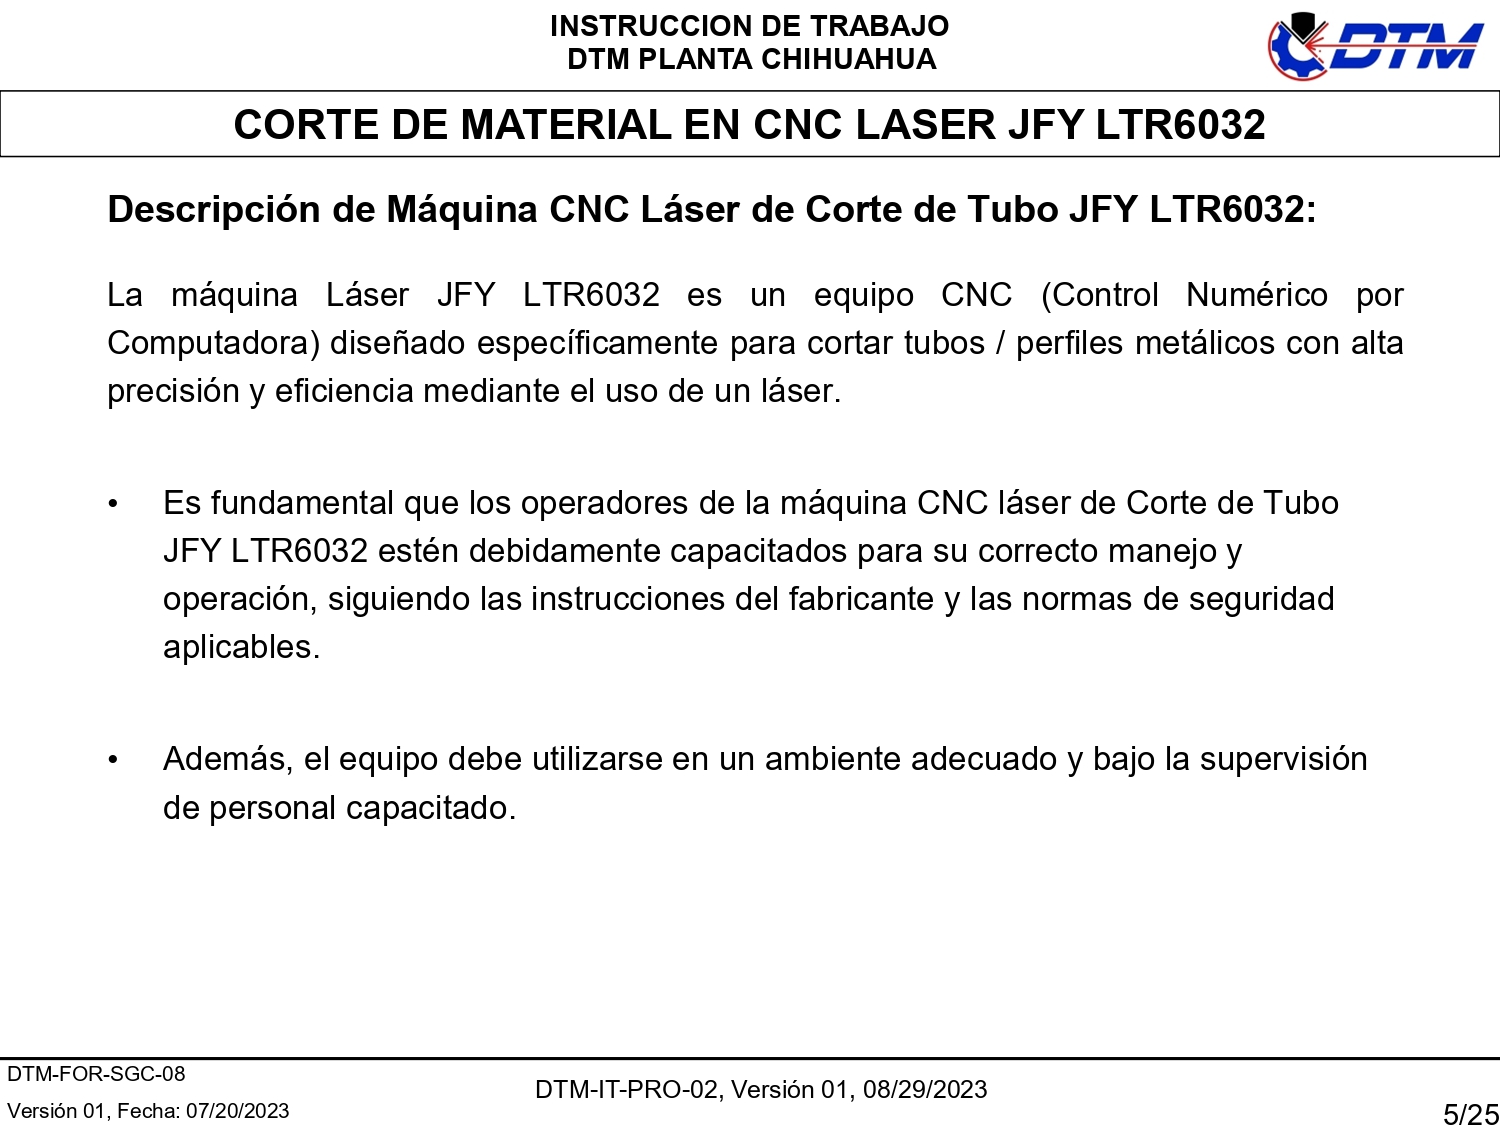 INSTRUCCION DE TRABAJO
DTM PLANTA CHIHUAHUA
DTM
CORTE DE MATERIAL EN CNC LASER JFY LTR6032
Descripción de Máquina CNC Láser de Corte de Tubo JFY LTR6032:
La máquina Láser JFY LTR6032 es un equipo CNC (Control Numérico por
Computadora) diseñado específicamente para cortar tubos / perfiles metálicos con alta
precisión y eficiencia mediante el uso de un láser.
• Es fundamental que los operadores de la máquina CNC láser de Corte de Tubo
JFY LTR6032 estén debidamente capacitados para su correcto manejo y
operación, siguiendo las instrucciones del fabricante y las normas de seguridad
aplicables.
• Además, el equipo debe utilizarse en un ambiente adecuado y bajo la supervisión
de personal capacitado.
DTM-FOR-SGC-08
Versión 01, Fecha: 07/20/2023
DTM-IT-PRO-02, Versión 01, 08/29/2023
5/25